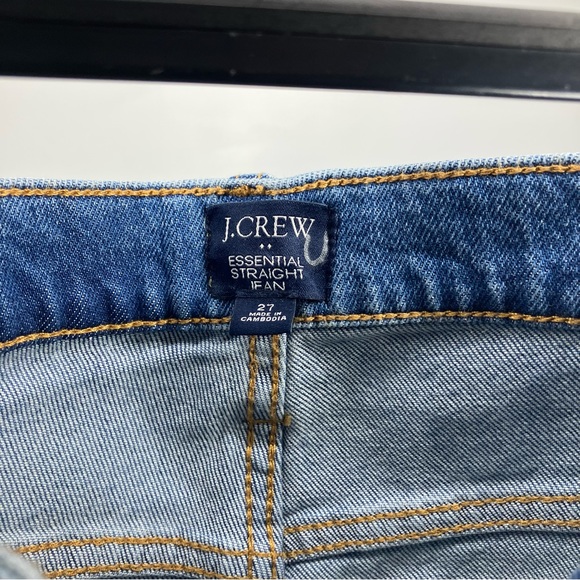 J.CREW
ESSENTIAL
STRAIGHT
JEAN
27
MADE IN
CAMBODIA